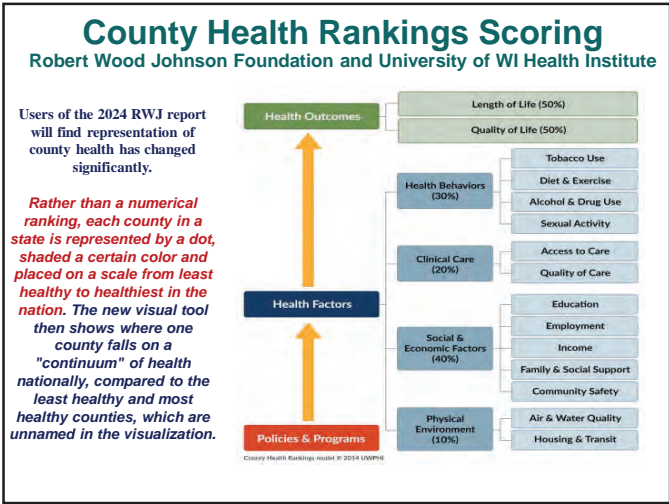 County Health Rankings Scoring
Robert Wood Johnson Foundation and University of WI Health Institute
Users of the 2024 RWJ report
will find representation of
county health has changed
significantly.
Rather than a numerical
ranking, each county in a
state is represented by a dot,
shaded a certain color and
placed on a scale from least
healthy to healthiest in the
nation. The new visual tool
then shows where one
county falls on a
"continuum" of health
nationally, compared to the
least healthy and most
healthy counties, which are
unnamed in the visualization.
Health Outcomes
Length of Life (50%)
Quality of Life (50%)
Health Factors
Health Behaviors
(30%)
Tobacco Use
Diet & Exercise
Alcohol & Drug Use
Sexual Activity
Clinical Care
(20%)
Access to Care
Quality of Care
Social &
Economic Factors
(40%)
Education
Employment
Income
Family & Social Support
Community Safety
Physical
Environment
(10%)
Air & Water Quality
Housing & Transit
Policies & Programs
County Health Rankings model © 2014 UWPHI